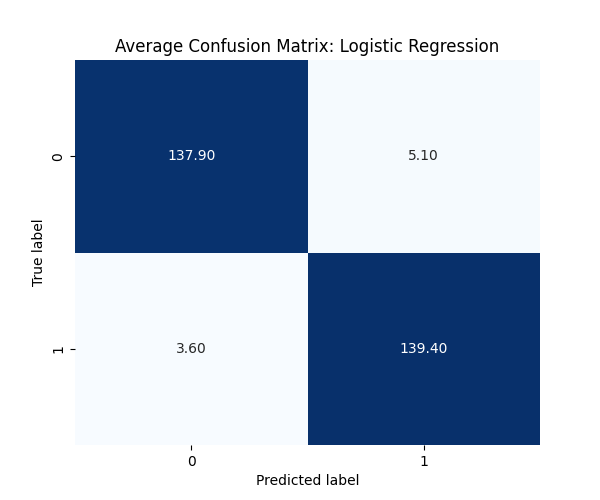 Average Confusion Matrix: Logistic Regression
0
137.90
5.10
True label
1
3.60
139.40
0
1
Predicted label